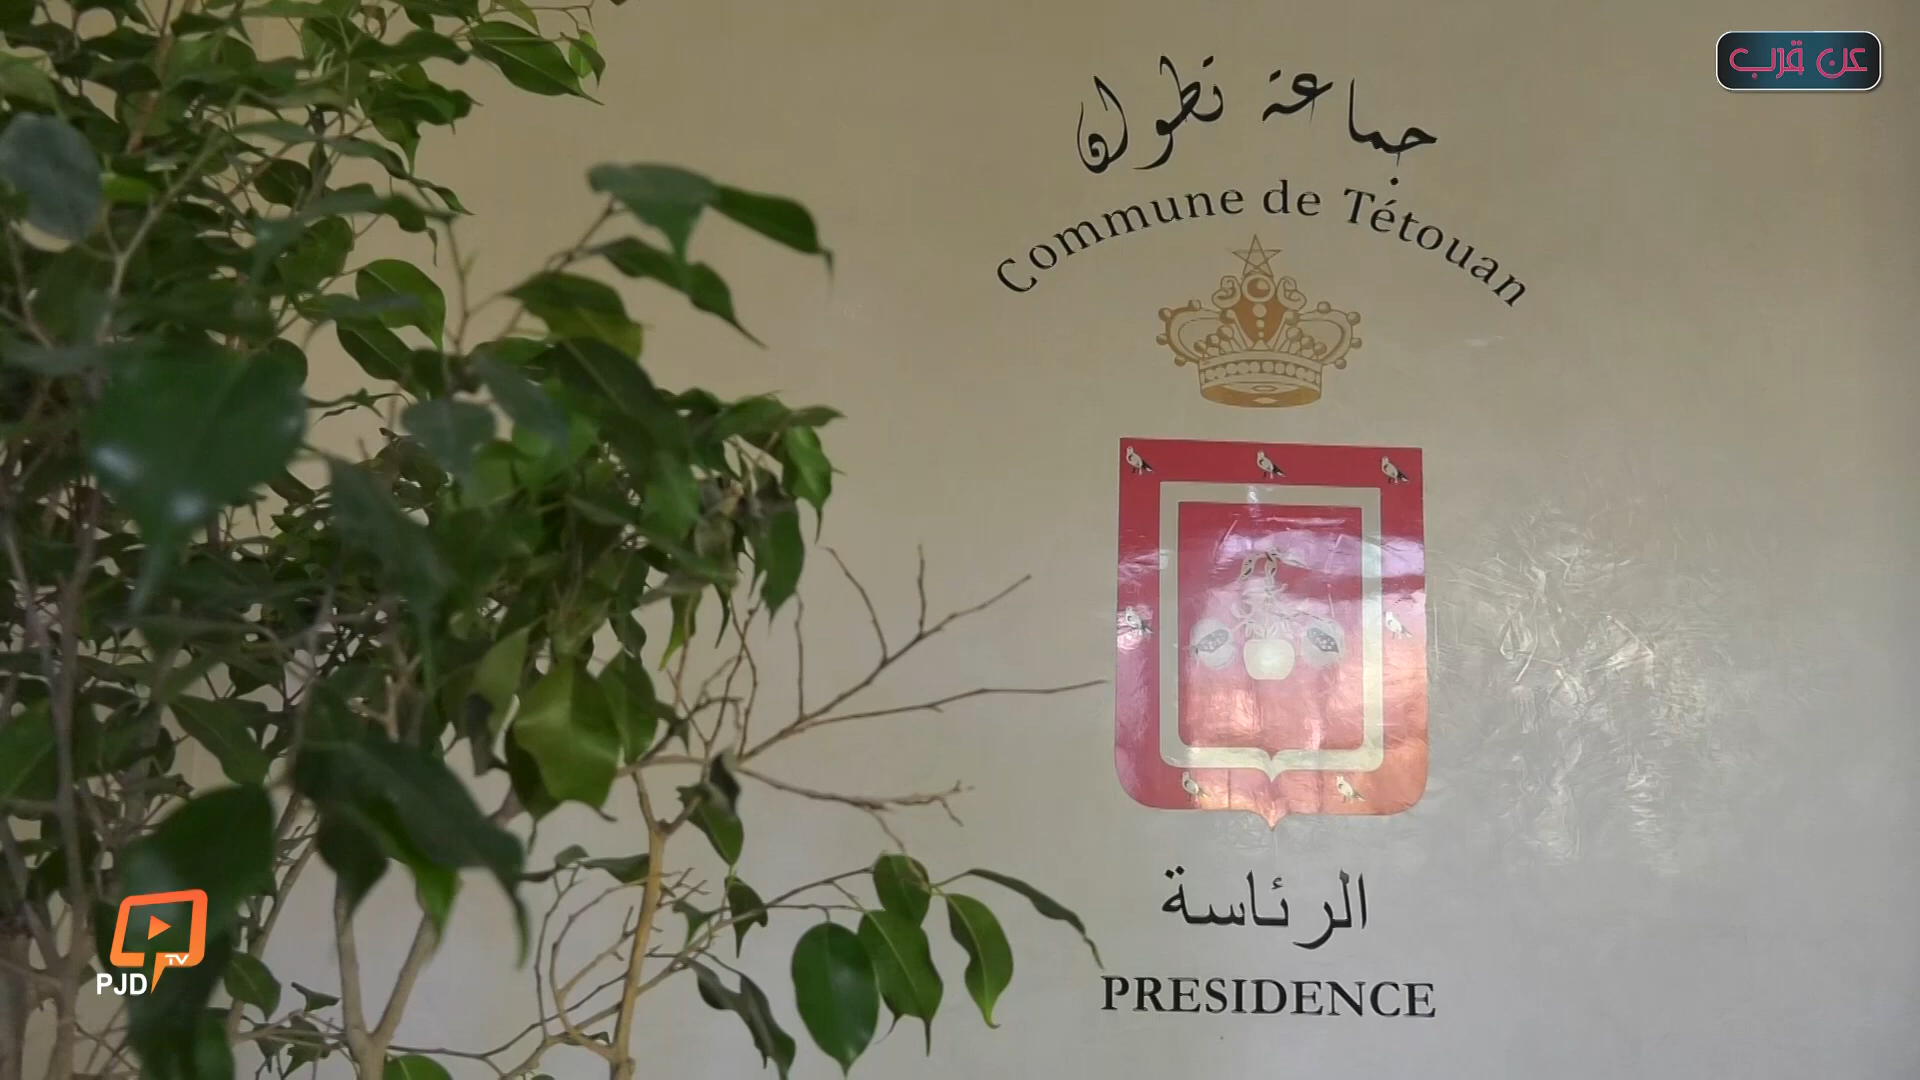 عن قرب
جماعة تطوان
Commune de Tétouan
الرئاسة
PRESIDENCE
TV
PJD